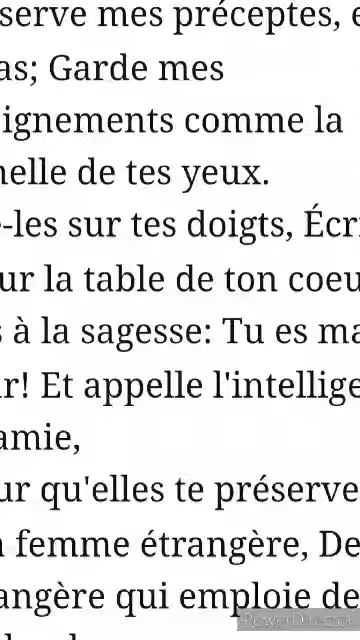 serve mes préceptes, e
as; Garde mes
ignements comme la
nelle de tes yeux.
-les sur tes doigts, Écri
ur la table de ton coeu
s à la sagesse: Tu es ma
r! Et appelle l'intellige
amie,
ur qu'elles te préserve
femme étrangère, De
angère qui emploie de
PowerDirector